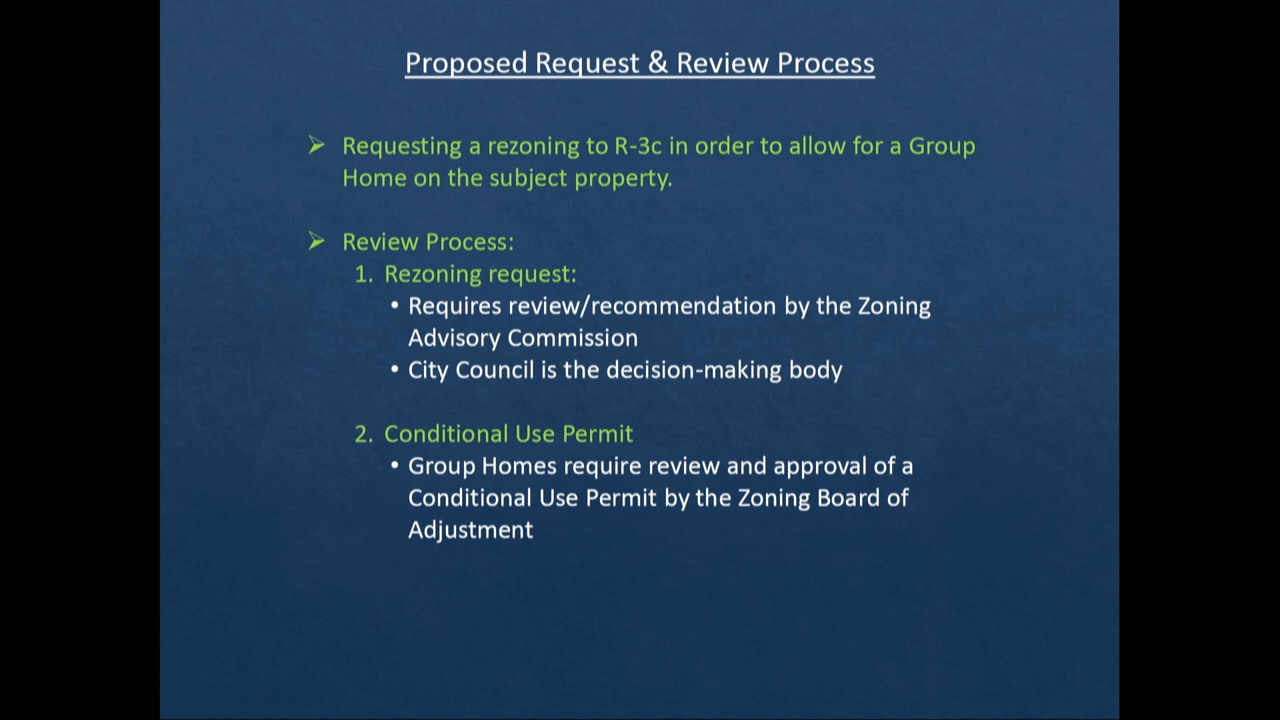 Proposed Request & Review Process
➢ Requesting a rezoning to R-3c in order to allow for a Group
Home on the subject property.
➢ Review Process:
1. Rezoning request:
• Requires review/recommendation by the Zoning
Advisory Commission
• City Council is the decision-making body
2. Conditional Use Permit
• Group Homes require review and approval of a
Conditional Use Permit by the Zoning Board of
Adjustment